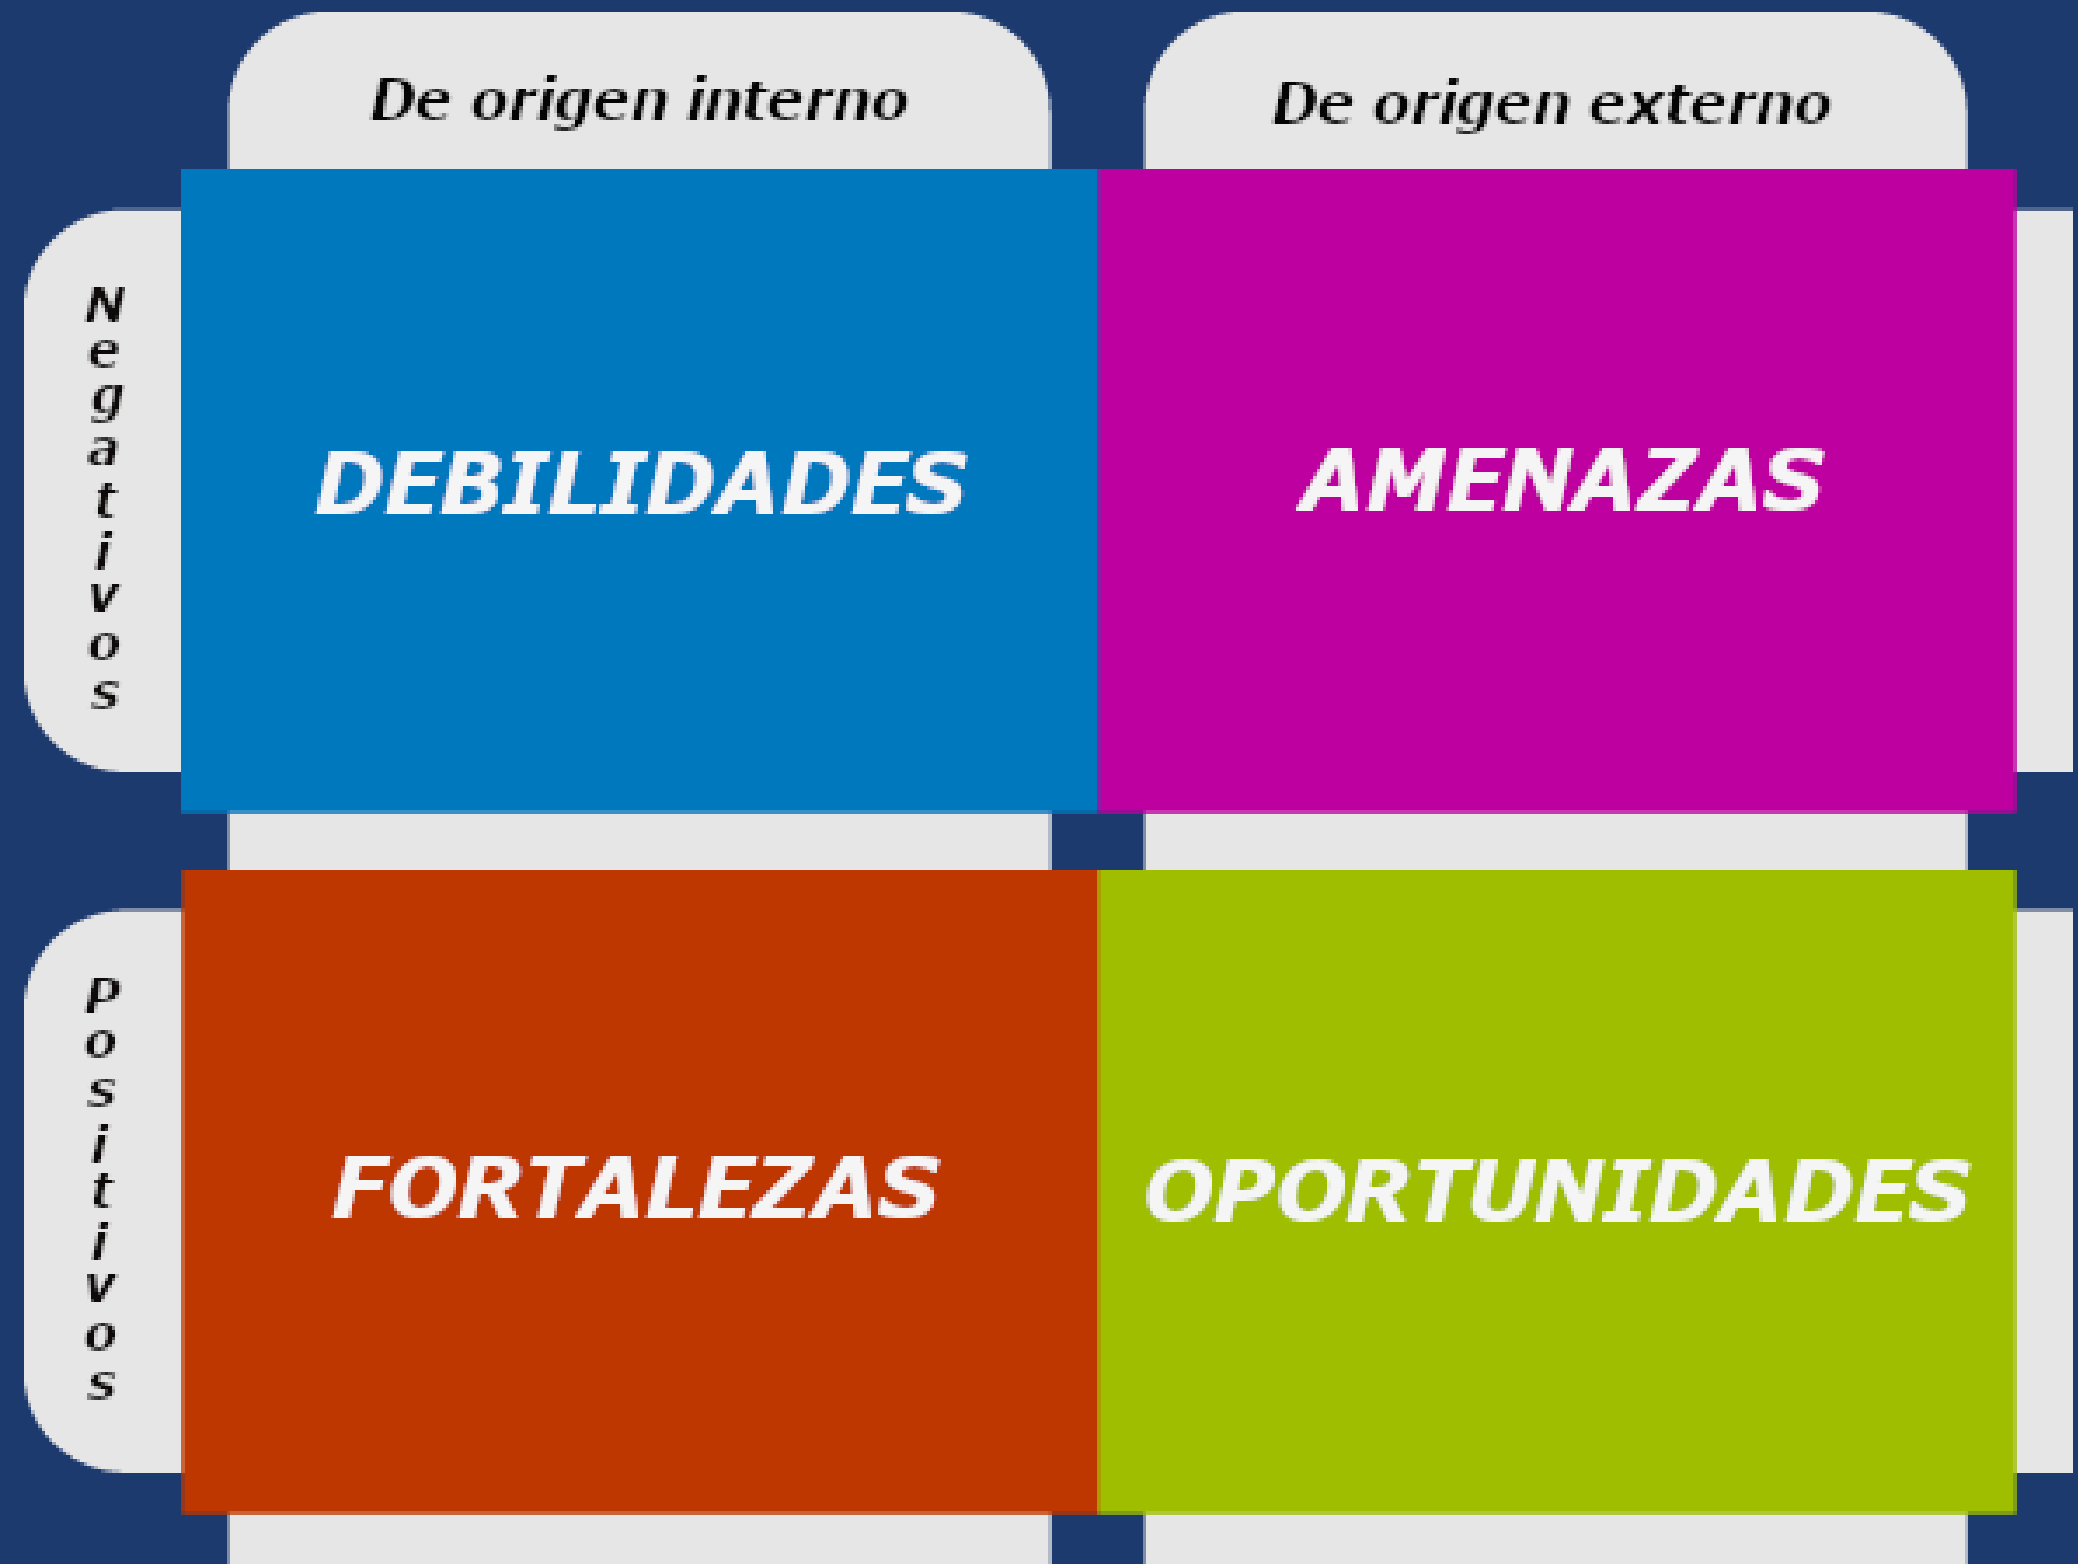 De origen interno
De origen externo
Negativos
DEBILIDADES
AMENAZAS
Positivos
FORTALEZAS
OPORTUNIDADES